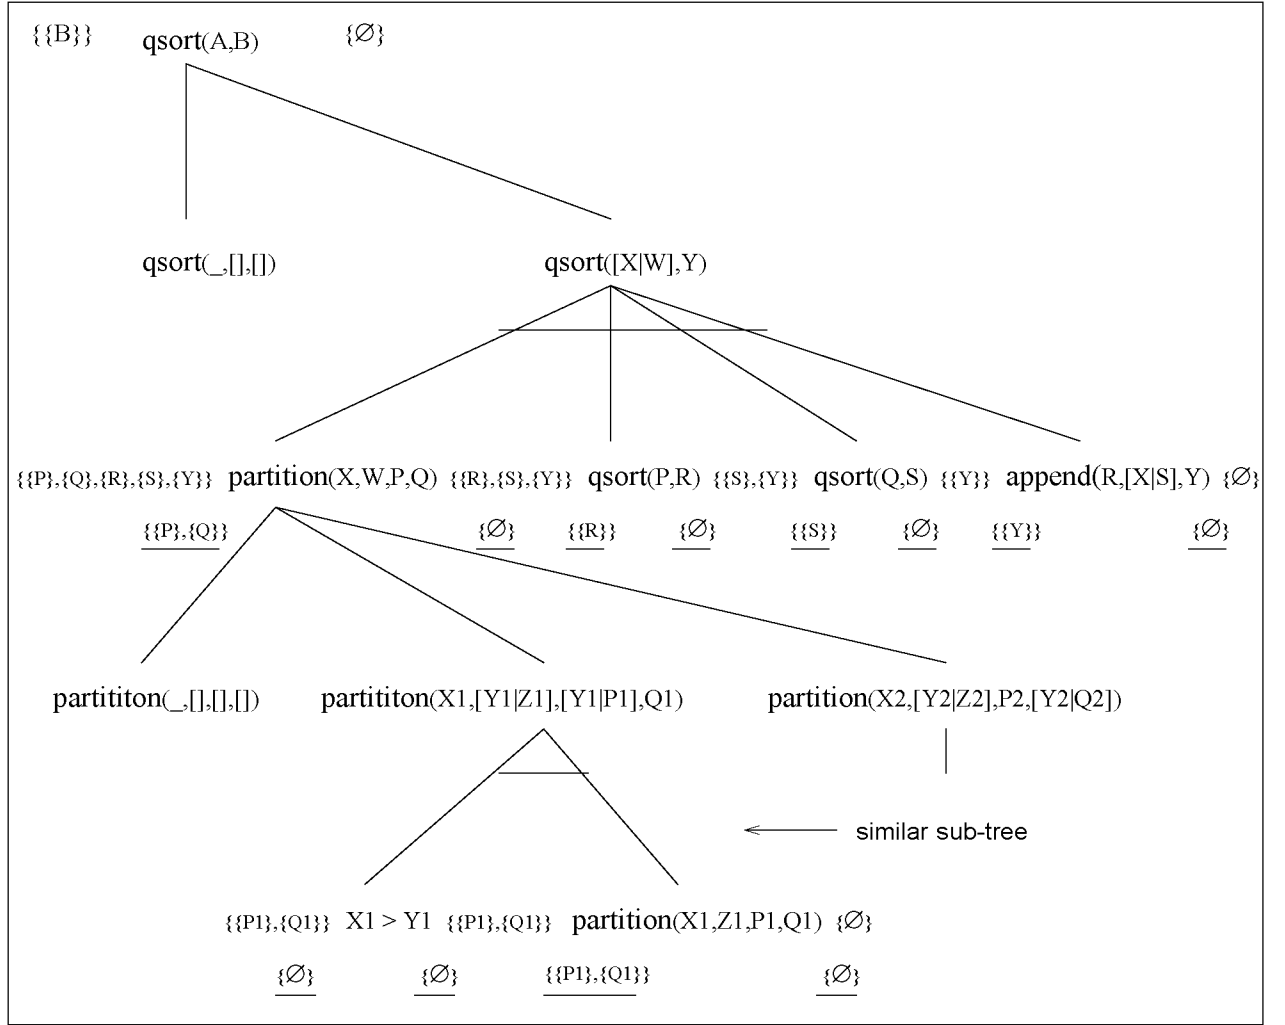 {{B}} qsort(A,B) {∅}
qsort(_,[],[]) qsort([X|W],Y)
{{P},{Q},{R},{S},{Y}} partition(X,W,P,Q) {{R},{S},{Y}} qsort(P,R) {{S},{Y}} qsort(Q,S) {{Y}} append(R,[X|S],Y) {∅}
{{P},{Q}} {∅} {{R}} {∅} {{S}} {∅} {{Y}} {∅}
partititon(_,[],[],[]) partititon(X1,[Y1|Z1],[Y1|P1],Q1) partition(X2,[Y2|Z2],P2,[Y2|Q2])
similar sub-tree
{{P1},{Q1}} X1 > Y1 {{P1},{Q1}} partition(X1,Z1,P1,Q1) {∅}
{∅} {∅} {{P1},{Q1}} {∅}